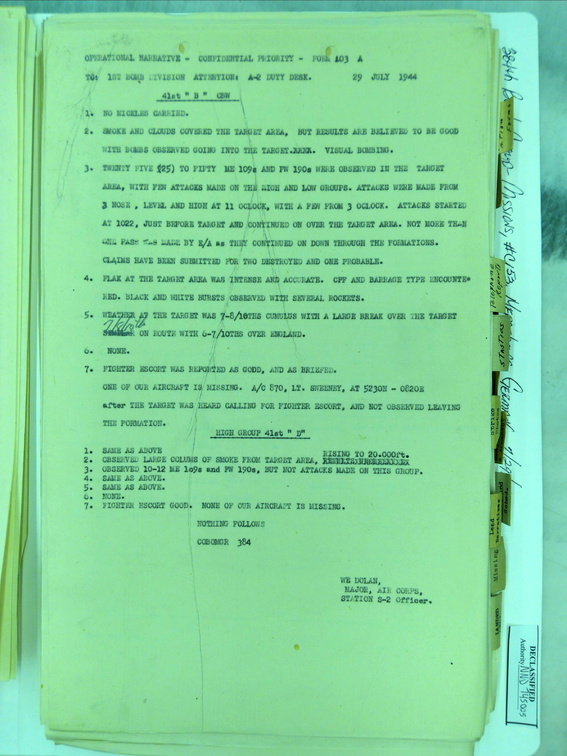 OPERATIONAL NARRATIVE - CONFIDENTIAL PRIORITY - FORM A03 A
TO: 1ST BOMB DIVISION ATTENTION: A-2 DUTY DESK. 29 JULY 1944
41st " B " CBW
1. NO NICKLES CARRIED.
2. SMOKE AND CLOUDS COVERED THE TARGET AREA, BUT RESULTS ARE BELIEVED TO BE GOOD
WITH BOMBS OBSERVED GOING INTO THE TARGET. VISUAL BOMBING.
3. TWENTY FIVE (25) TO FIFTY ME 109s AND FW 190s WERE OBSERVED IN THE TARGET
AREA, WITH FEW ATTACKS MADE ON THE HIGH AND LOW GROUPS. ATTACKS WERE MADE FROM
3 NOSE , LEVEL AND HIGH AT 11 OCLOCK, WITH A FEW FROM 3 OCLOCK. ATTACKS STARTED
AT 1022, JUST BEFORE TARGET AND CONTINUED ON OVER THE TARGET AREA. NOT MORE THAN
ONE PASS WAS MADE BY E/A as THEY CONTINUED ON DOWN THROUGH THE FORMATIONS.
CLAIMS HAVE BEEN SUBMITTED FOR TWO DESTROYED AND ONE PROBABLE.
4. FLAK AT THE TARGET AREA WAS INTENSE AND ACCURATE. CPF AND BARRAGE TYPE ENCOUNTE-
RED. BLACK AND WHITE BURSTS OBSERVED WITH SEVERAL ROCKETS.
5. WEATHER AT THE TARGET WAS 7-8/10THS CUMULUS WITH A LARGE BREAK OVER THE TARGET
7/8/10th
ON ROUTE WITH 6-7/10THS OVER ENGLAND.
6. NONE.
7. FIGHTER ESCORT WAS REPORTED AS GODD, AND AS BRIEFED.
ONE OF OUR AIRCRAFT IS MISSING. A/C 870, LT. SWEENEY, AT 5230N - 0820E
after THE TARGET WAS HEARD CALLING FOR FIGHTER ESCORT, AND NOT OBSERVED LEAVING
THE FORMATION.
HIGH GROUP 41st " D "
1. SAME AS ABOVE
2. OBSERVED LARGE COLUMS OF SMOKE FROM TARGET AREA, RISING TO 20.000ft.
3. OBSERVED 10-12 ME 109s and FW 190s, BUT NOT ATTACKS MADE ON THIS GROUP.
4. SAME AS ABOVE.
5. SAME AS ABOVE.
6. NONE.
7. FIGHTER ESCORT GOOD. NONE OF OUR AIRCRAFT IS MISSING.
NOTHING FOLLOWS
COBOMGR 384
WE DOLAN,
MAJOR, AIR CORPS,
STATION S-2 Officer.
DECLASSIFIED
Authority NND 745005